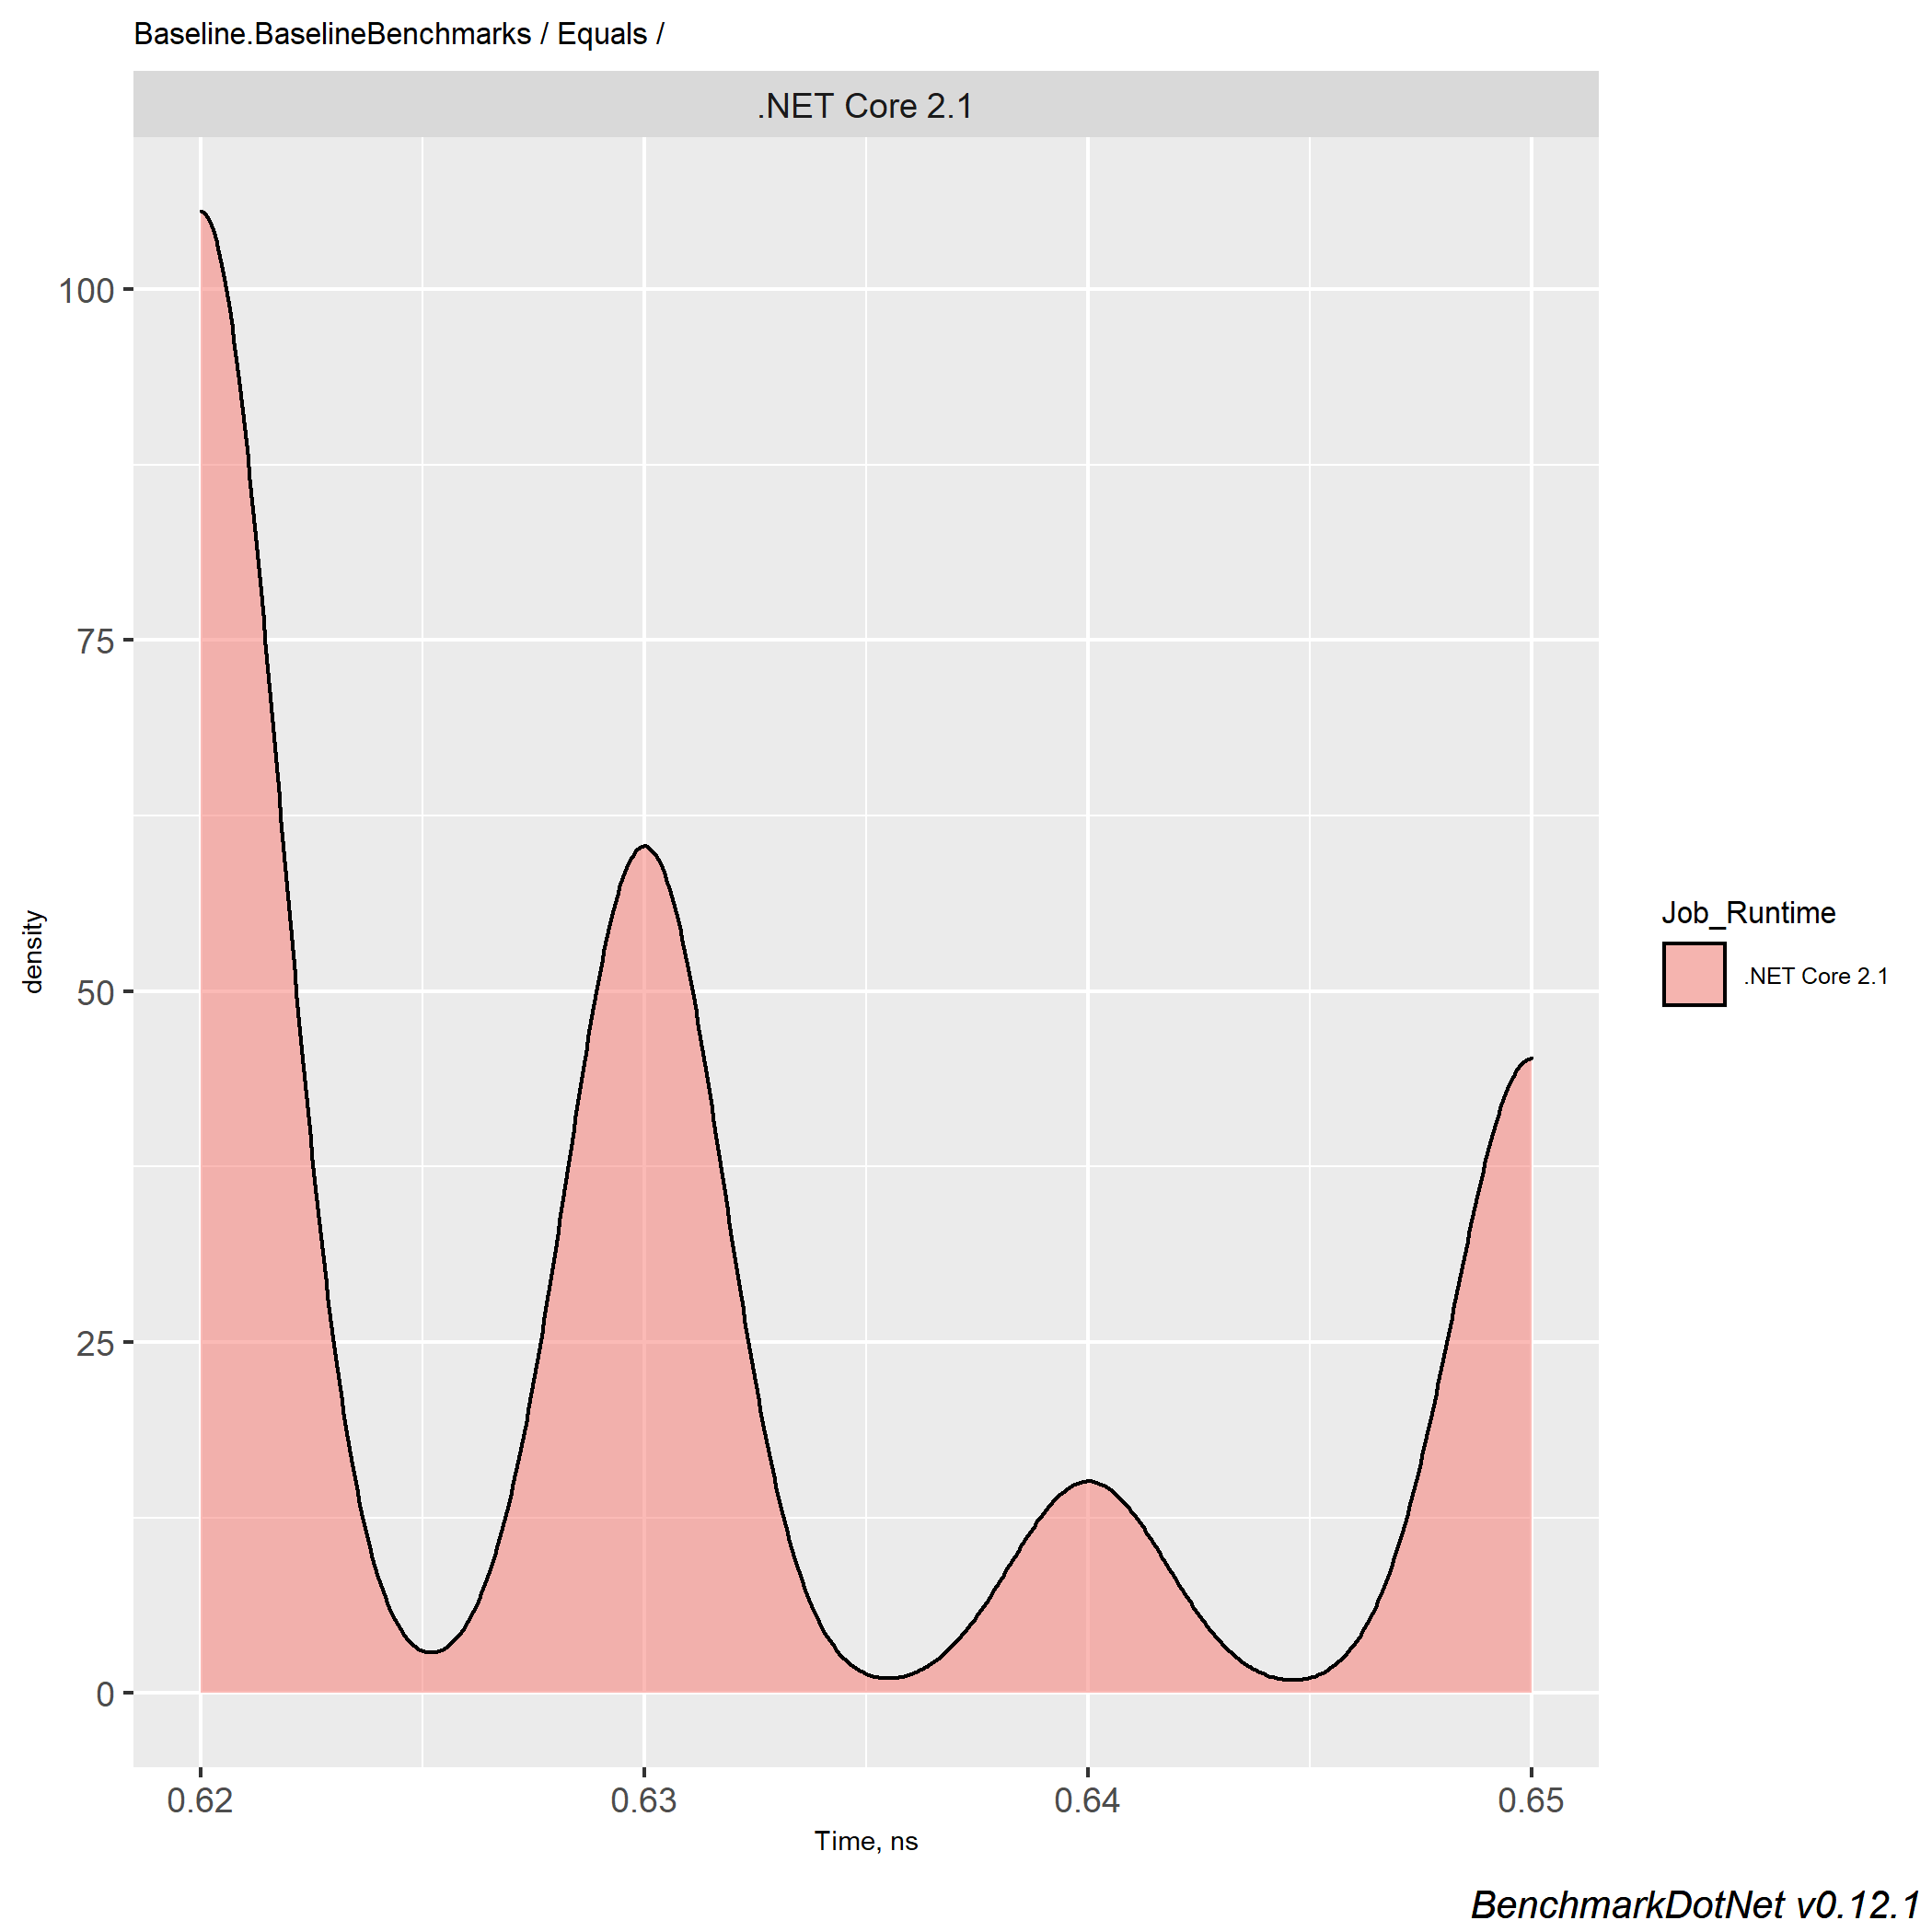 Baseline.BaselineBenchmarks / Equals /
.NET Core 2.1
100
75
50
25
0
density
0.62 0.63 0.64 0.65
Time, ns
Job_Runtime
.NET Core 2.1
BenchmarkDotNet v0.12.1